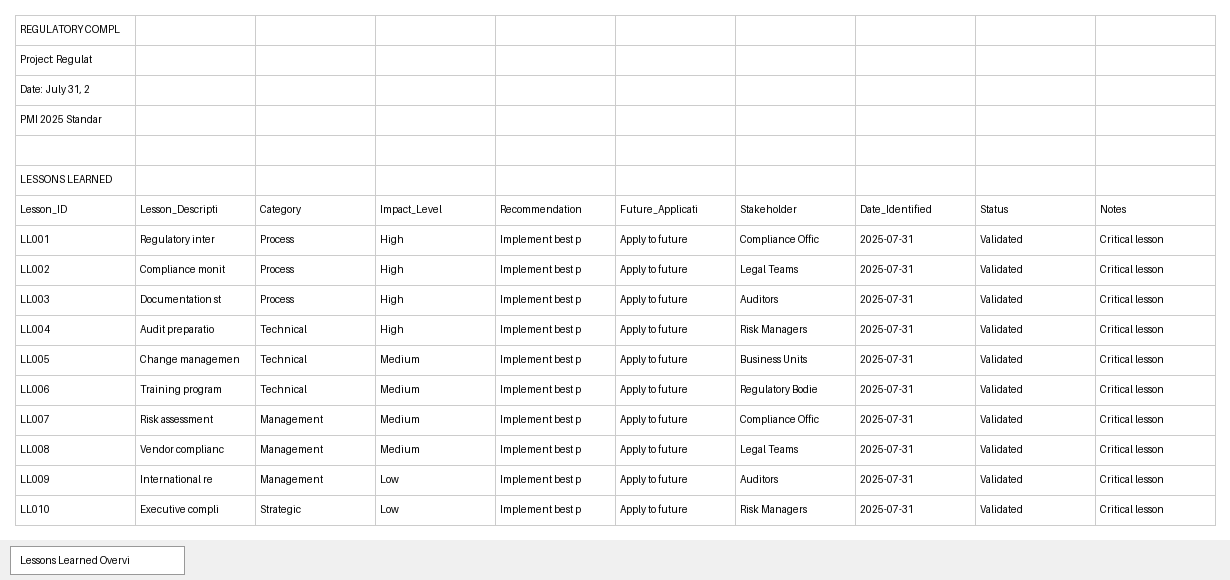 REGULATORY COMPL
Project: Regulat
Date: July 31, 2
PMI 2025 Standar
LESSONS LEARNED
Lesson_ID Lesson_Descripti Category Impact_Level Recommendation Future_Applicati Stakeholder Date_Identified Status Notes
LL001 Regulatory inter Process High Implement best p Apply to future Compliance Offic 2025-07-31 Validated Critical lesson
LL002 Compliance monit Process High Implement best p Apply to future Legal Teams 2025-07-31 Validated Critical lesson
LL003 Documentation st Process High Implement best p Apply to future Auditors 2025-07-31 Validated Critical lesson
LL004 Audit preparatio Technical High Implement best p Apply to future Risk Managers 2025-07-31 Validated Critical lesson
LL005 Change managemen Technical Medium Implement best p Apply to future Business Units 2025-07-31 Validated Critical lesson
LL006 Training program Technical Medium Implement best p Apply to future Regulatory Bodie 2025-07-31 Validated Critical lesson
LL007 Risk assessment Management Medium Implement best p Apply to future Compliance Offic 2025-07-31 Validated Critical lesson
LL008 Vendor complianc Management Medium Implement best p Apply to future Legal Teams 2025-07-31 Validated Critical lesson
LL009 International re Management Low Implement best p Apply to future Auditors 2025-07-31 Validated Critical lesson
LL010 Executive compli Strategic Low Implement best p Apply to future Risk Managers 2025-07-31 Validated Critical lesson
Lessons Learned Overvi